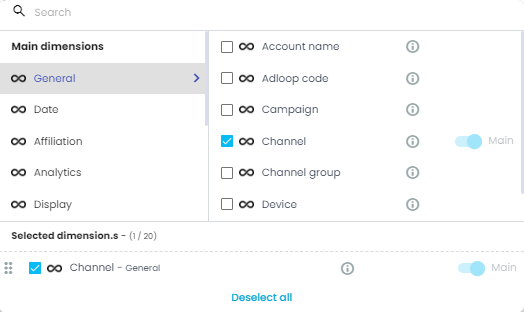 Search
Main dimensions
General
Date
Affiliation
Analytics
Display
Account name
Adloop code
Campaign
Channel Main
Channel group
Device
Selected dimension.s - (1 / 20)
Channel - General Main
Deselect all